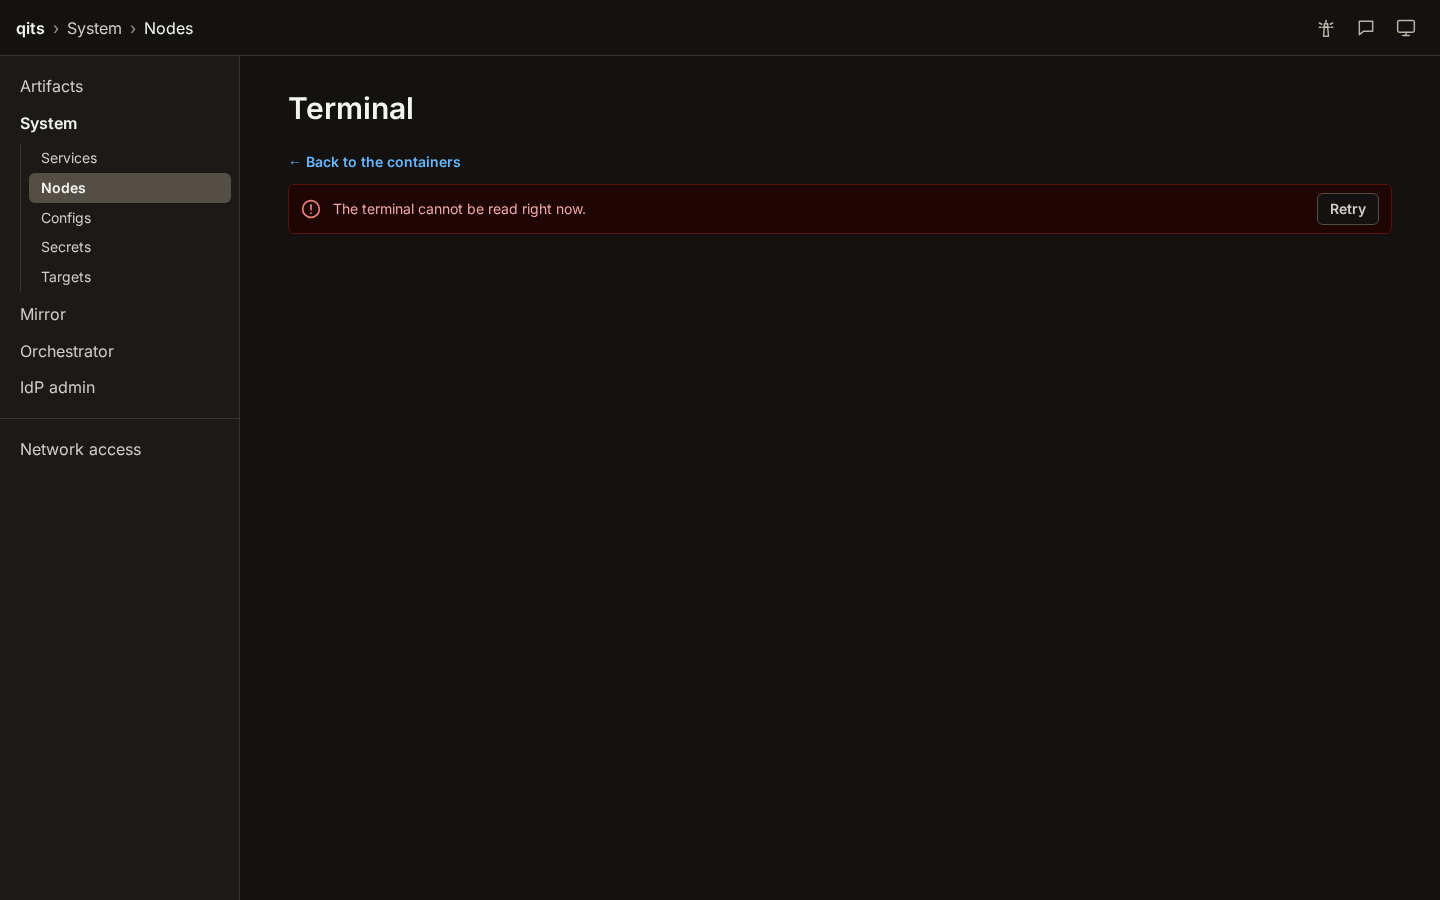 qits › System › Nodes
Artifacts
System
Services
Nodes
Configs
Secrets
Targets
Mirror
Orchestrator
IdP admin
Network access
Terminal
← Back to the containers
The terminal cannot be read right now.
Retry